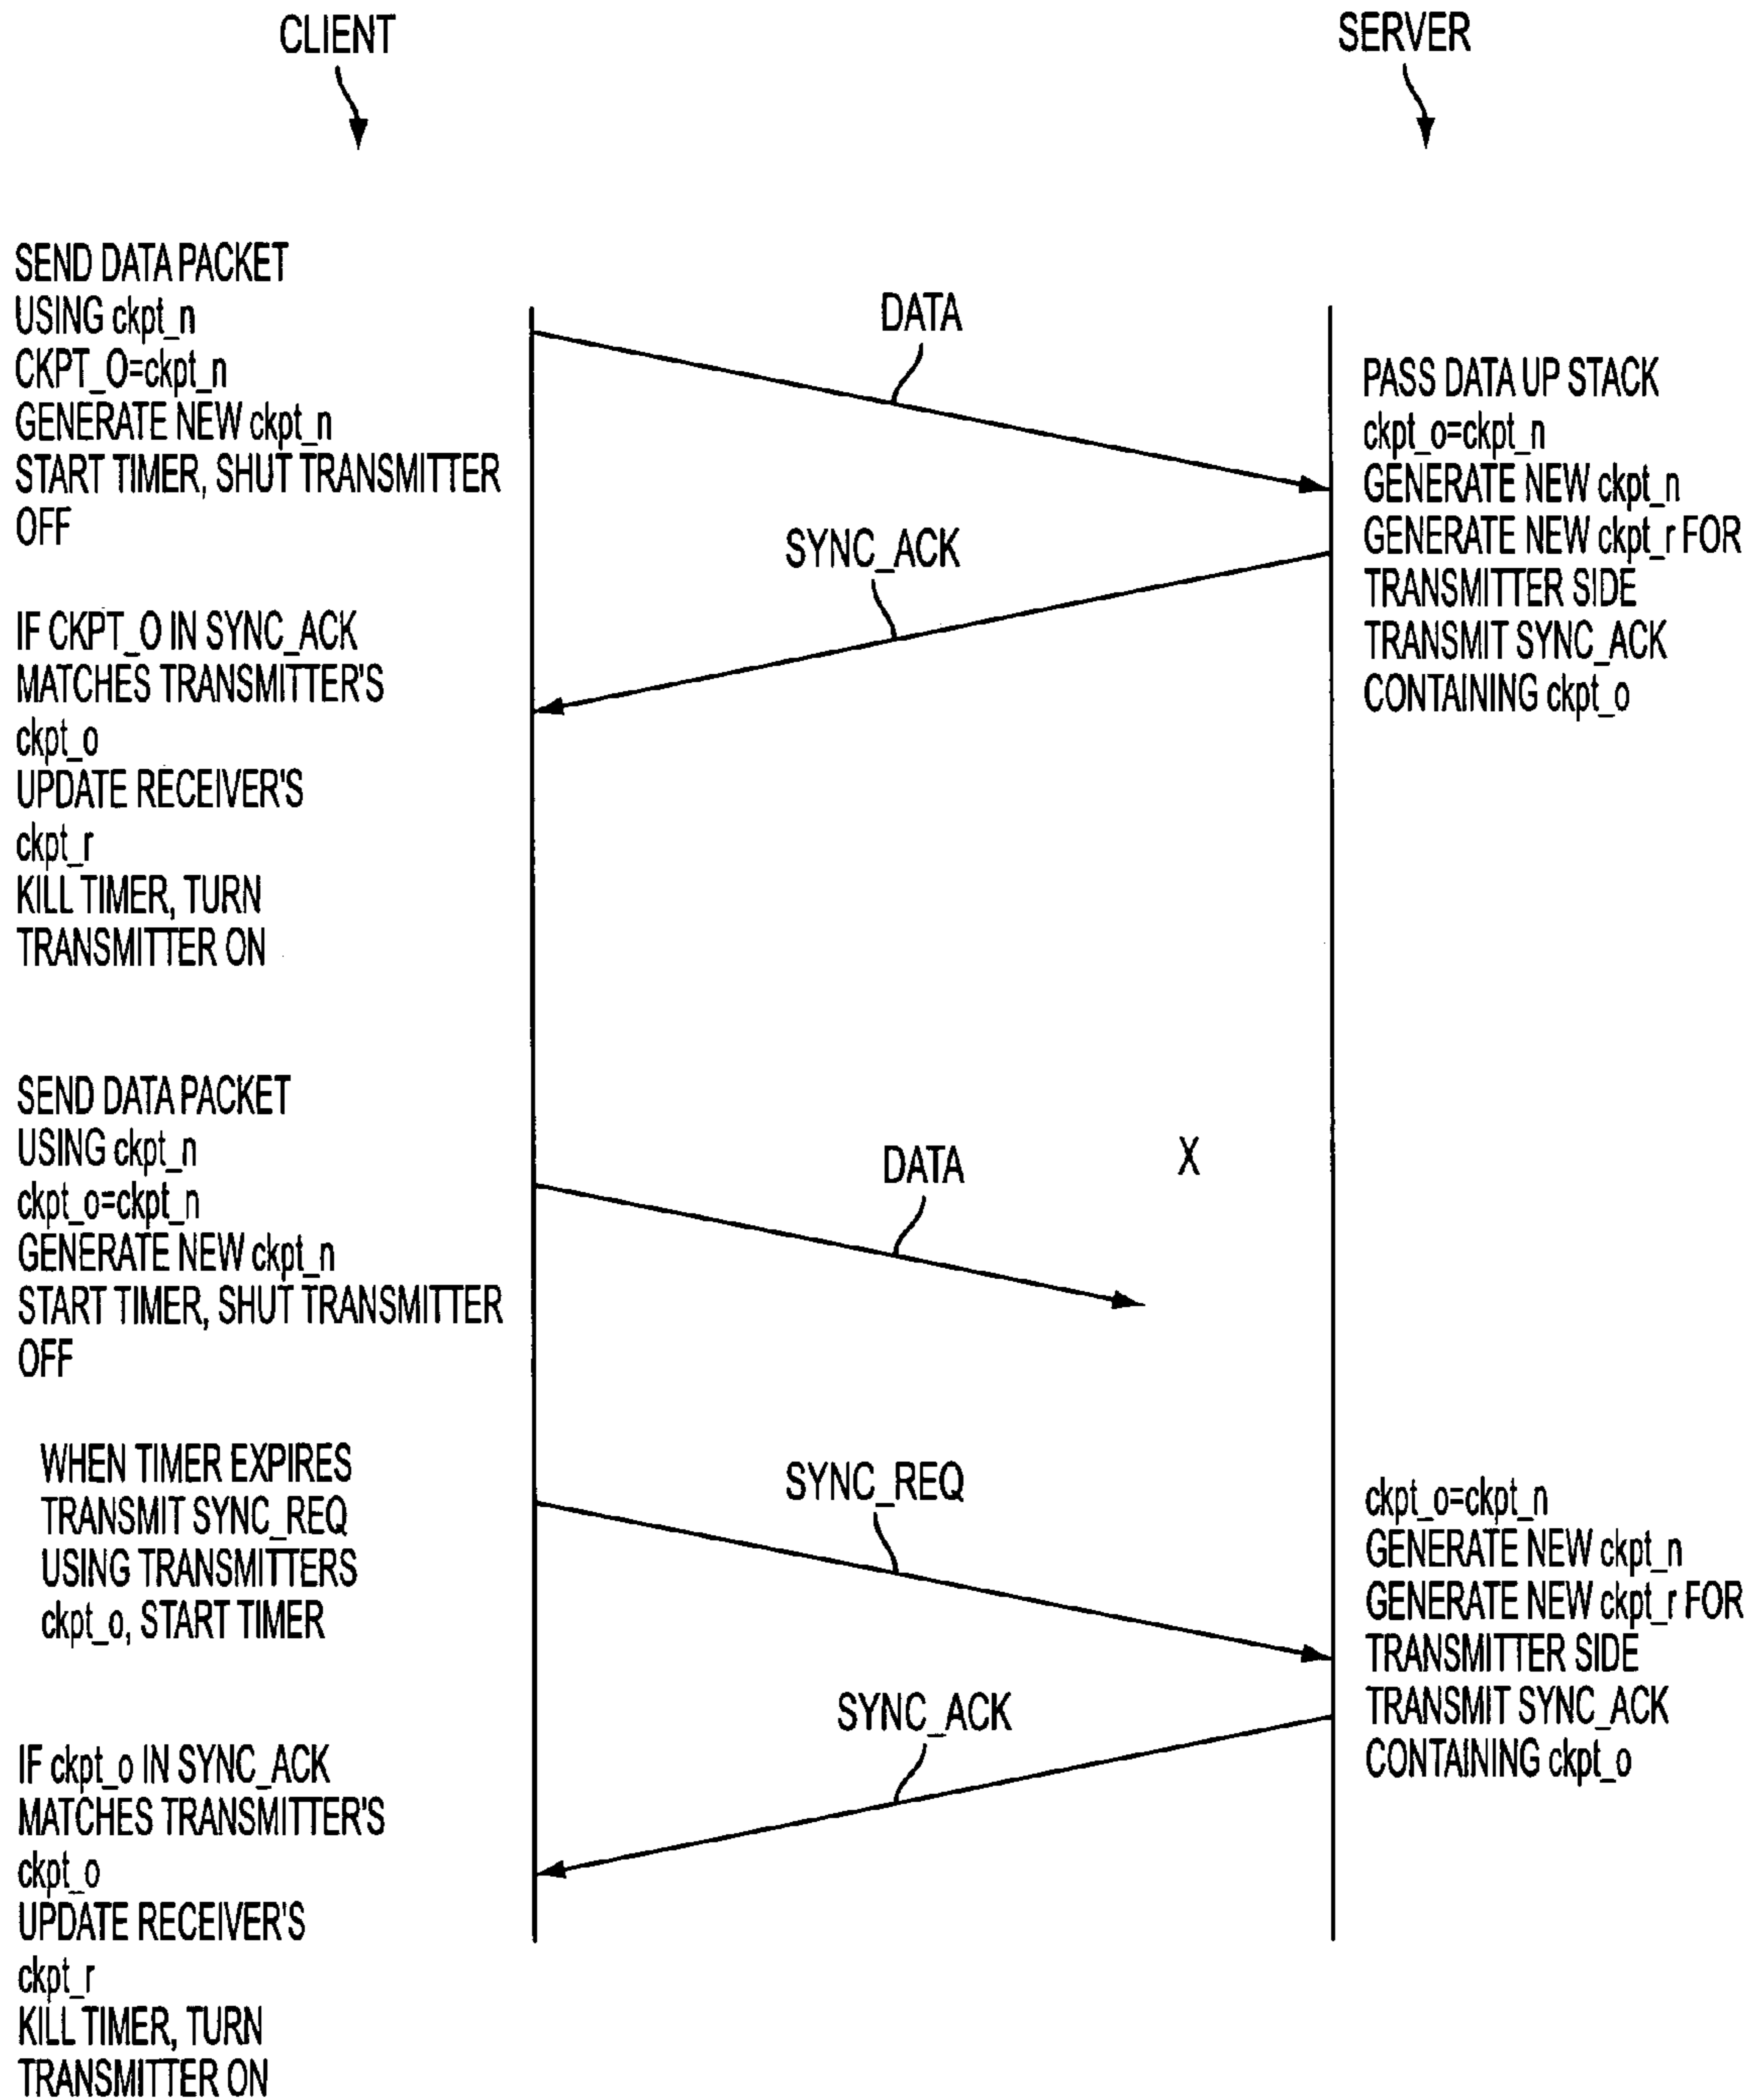 CLIENT
SERVER
SEND DATA PACKET
USING ckpt_n
CKPT_O=ckpt_n
GENERATE NEW ckpt_n
START TIMER, SHUT TRANSMITTER
OFF
DATA
PASS DATA UP STACK
ckpt_o=ckpt_n
GENERATE NEW ckpt_n
GENERATE NEW ckpt_r FOR
TRANSMITTER SIDE
TRANSMIT SYNC_ACK
CONTAINING ckpt_o
SYNC_ACK
IF CKPT_O IN SYNC_ACK
MATCHES TRANSMITTER'S
ckpt_o
UPDATE RECEIVER'S
ckpt_r
KILL TIMER, TURN
TRANSMITTER ON
SEND DATA PACKET
USING ckpt_n
ckpt_o=ckpt_n
GENERATE NEW ckpt_n
START TIMER, SHUT TRANSMITTER
OFF
DATA
X
WHEN TIMER EXPIRES
TRANSMIT SYNC_REQ
USING TRANSMITTERS
ckpt_o, START TIMER
SYNC_REQ
ckpt_o=ckpt_n
GENERATE NEW ckpt_n
GENERATE NEW ckpt_r FOR
TRANSMITTER SIDE
TRANSMIT SYNC_ACK
CONTAINING ckpt_o
SYNC_ACK
IF ckpt_o IN SYNC_ACK
MATCHES TRANSMITTER'S
ckpt_o
UPDATE RECEIVER'S
ckpt_r
KILL TIMER, TURN
TRANSMITTER ON